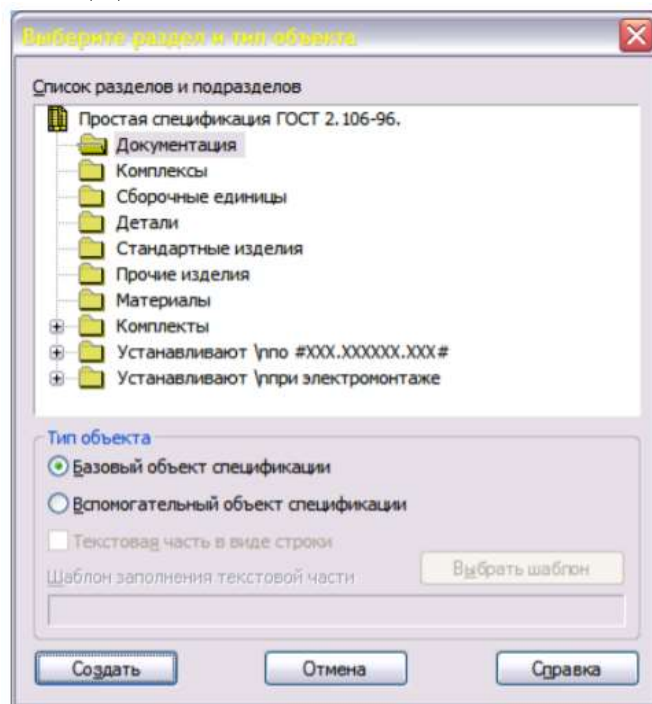 Выберите раздел и тип объекта
Список разделов и подразделов
Простая спецификация ГОСТ 2.106-96.
Документация
Комплексы
Сборочные единицы
Детали
Стандартные изделия
Прочие изделия
Материалы
Комплекты
Устанавливают \nпо #XXX.XXXXXX.XXX#
Устанавливают \nпри электромонтаже
Тип объекта
Базовый объект спецификации
Вспомогательный объект спецификации
Текстовая часть в виде строки
Шаблон заполнения текстовой части
Выбрать шаблон
Создать Отмена Справка